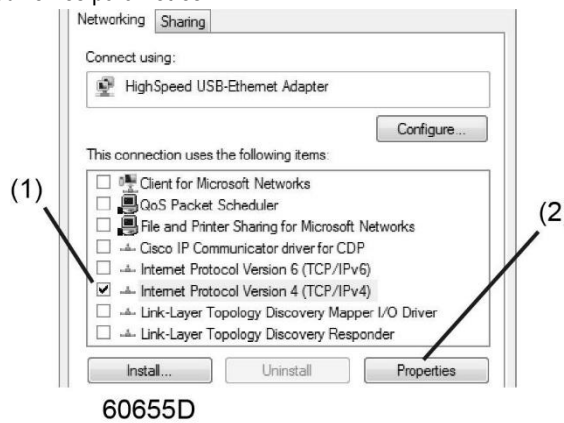 Networking Sharing
Connect using:
HighSpeed USB-Ethernet Adapter
Configure...
This connection uses the following items:
Client for Microsoft Networks
QoS Packet Scheduler
File and Printer Sharing for Microsoft Networks
Cisco IP Communicator driver for CDP
Internet Protocol Version 6 (TCP/IPv6)
Internet Protocol Version 4 (TCP/IPv4)
Link-Layer Topology Discovery Mapper I/O Driver
Link-Layer Topology Discovery Responder
(1)
(2
Install... Uninstall Properties
60655D